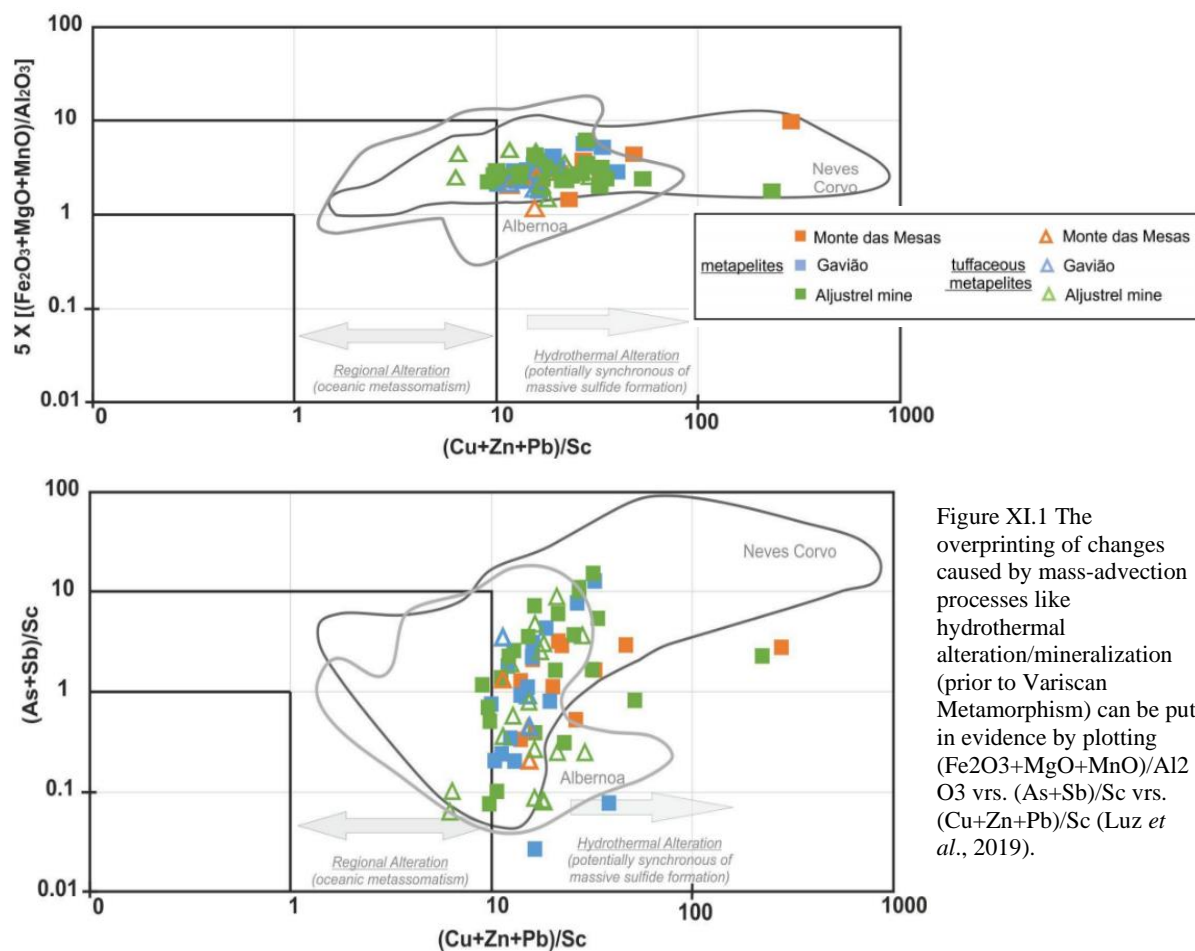 100
10
1
0.1
0.01
5 X [(Fe₂O₃+MgO+MnO)/Al₂O₃]
Neves
Corvo
Albernoa
Regional Alteration
(oceanic metassomatism)
Hydrothermal Alteration
(potentially synchronous of
massive sulfide formation)
0 1 10 100 1000
(Cu+Zn+Pb)/Sc
metapelites
Monte das Mesas
Gavião
Aljustrel mine
tuffaceous
metapelites
Monte das Mesas
Gavião
Aljustrel mine
100
10
1
0.1
0.01
(As+Sb)/Sc
Neves Corvo
Albernoa
Regional Alteration
(oceanic metassomatism)
Hydrothermal Alteration
(potentially synchronous of
massive sulfide formation)
0 1 10 100 1000
(Cu+Zn+Pb)/Sc
Figure XI.1 The
overprinting of changes
caused by mass-advection
processes like
hydrothermal
alteration/mineralization
(prior to Variscan
Metamorphism) can be put
in evidence by plotting
(Fe2O3+MgO+MnO)/Al2
O3 vrs. (As+Sb)/Sc vrs.
(Cu+Zn+Pb)/Sc (Luz et
al., 2019).